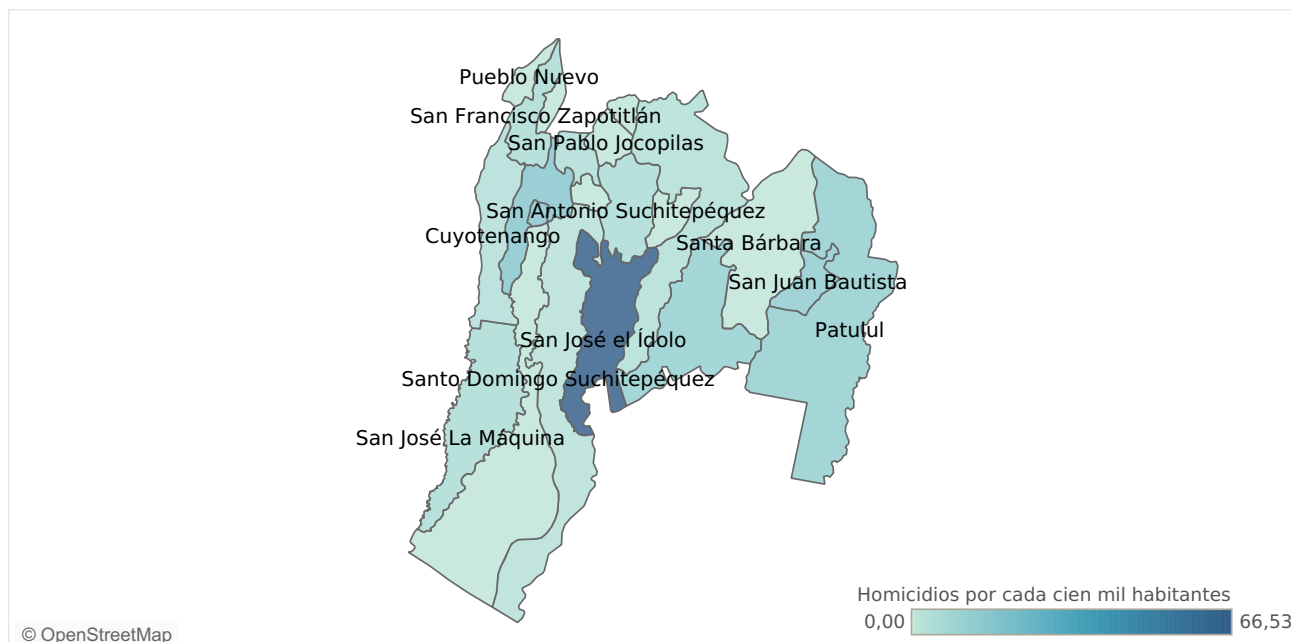 Pueblo Nuevo
San Francisco Zapotitlán
San Pablo Jocopilas
San Antonio Suchitepéquez
Cuyotenango
Santa Bárbara
San Juan Bautista
Patulul
San José el Ídolo
Santo Domingo Suchitepéquez
San José La Máquina
Homicidios por cada cien mil habitantes
0,00 66,53
© OpenStreetMap